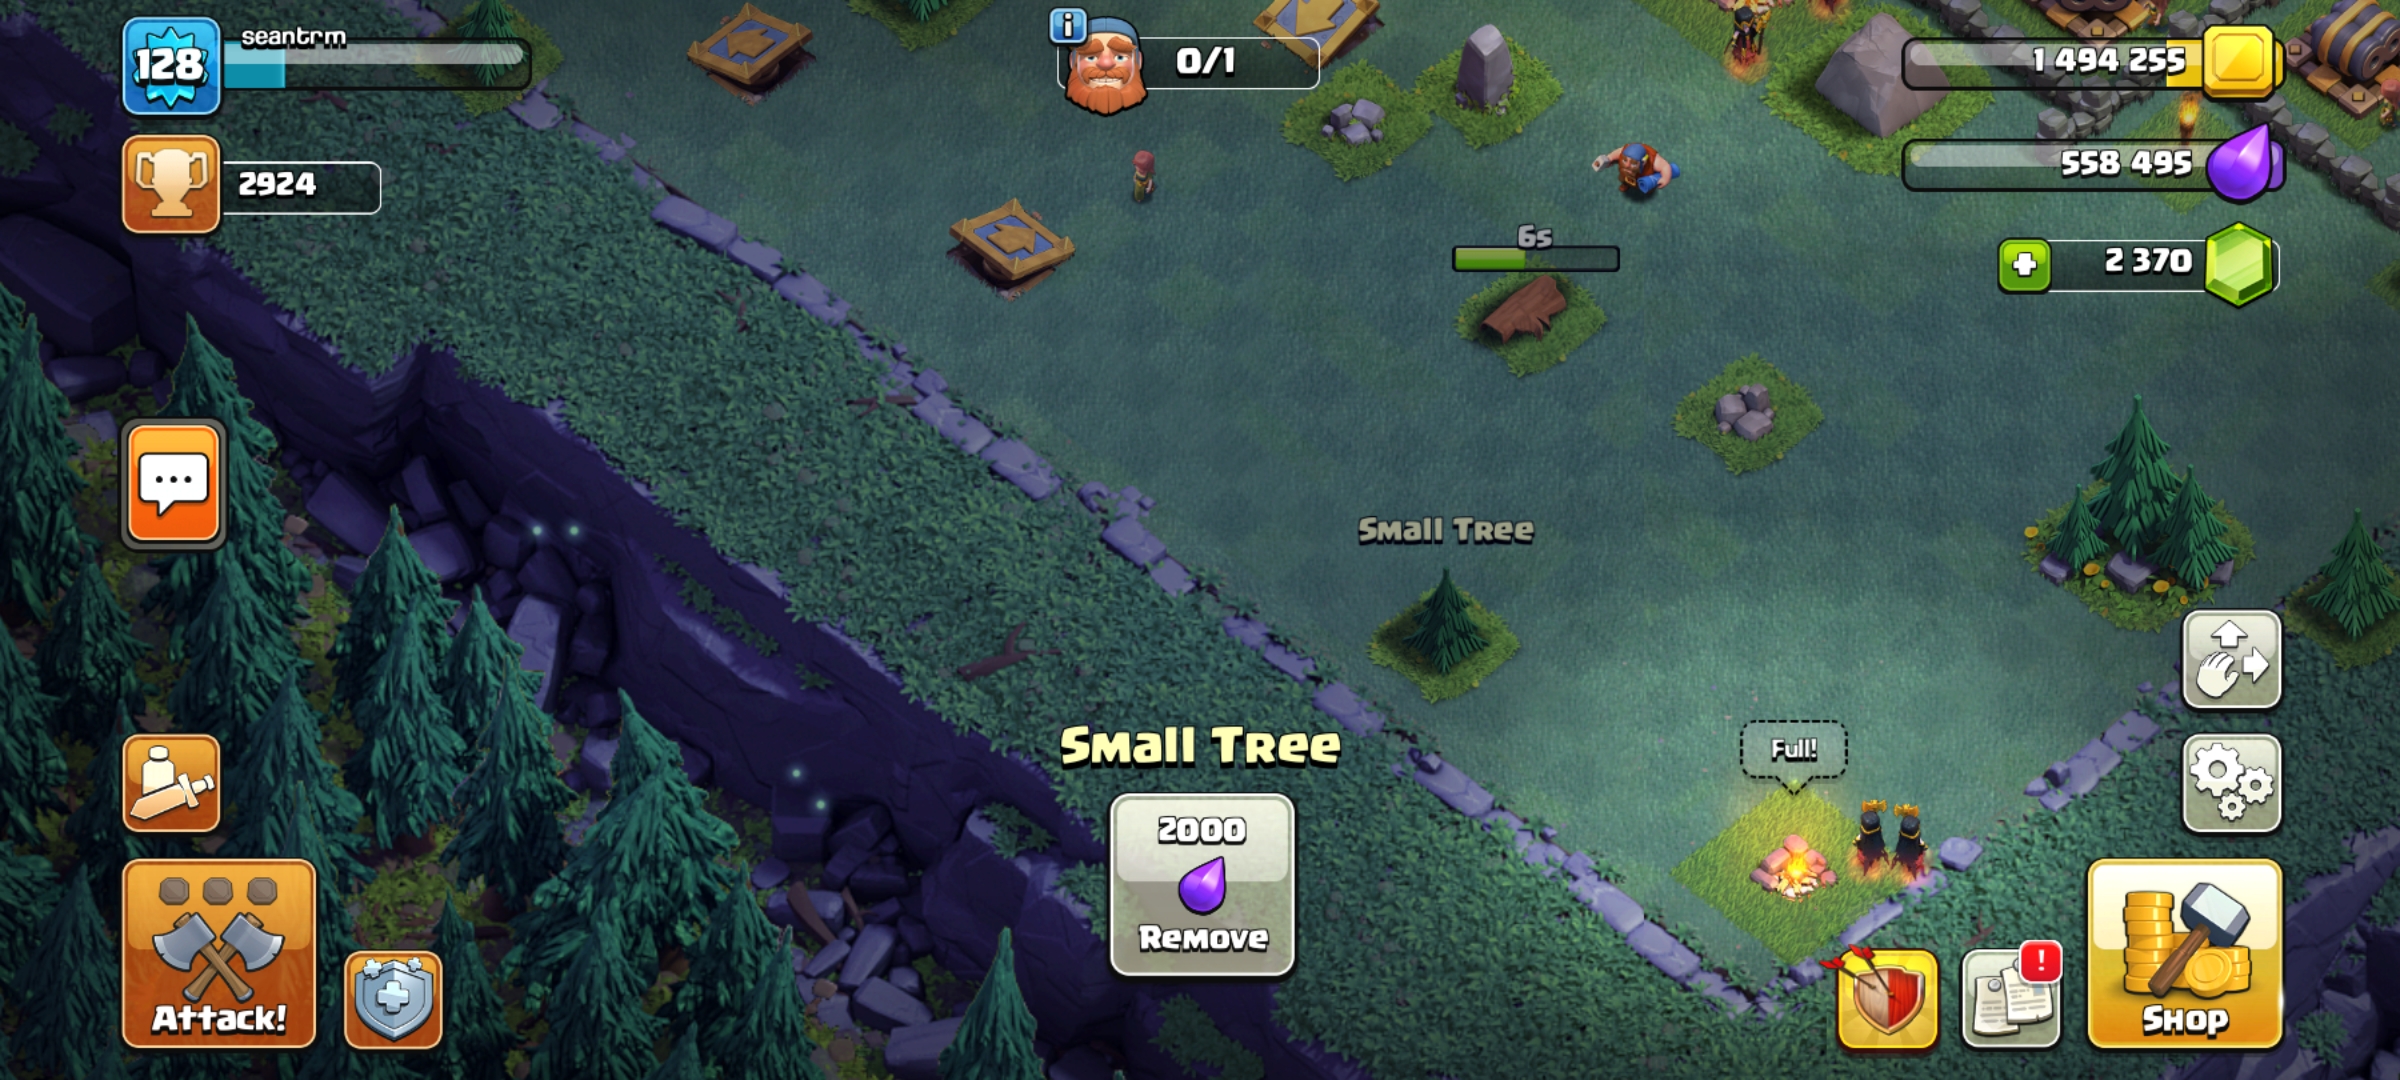 128
seantrm
i
0/1
1 494 255
2924
558 495
6s
+
2 370
Small Tree
Small Tree
Full!
2000
Remove
!
Attack!
Shop